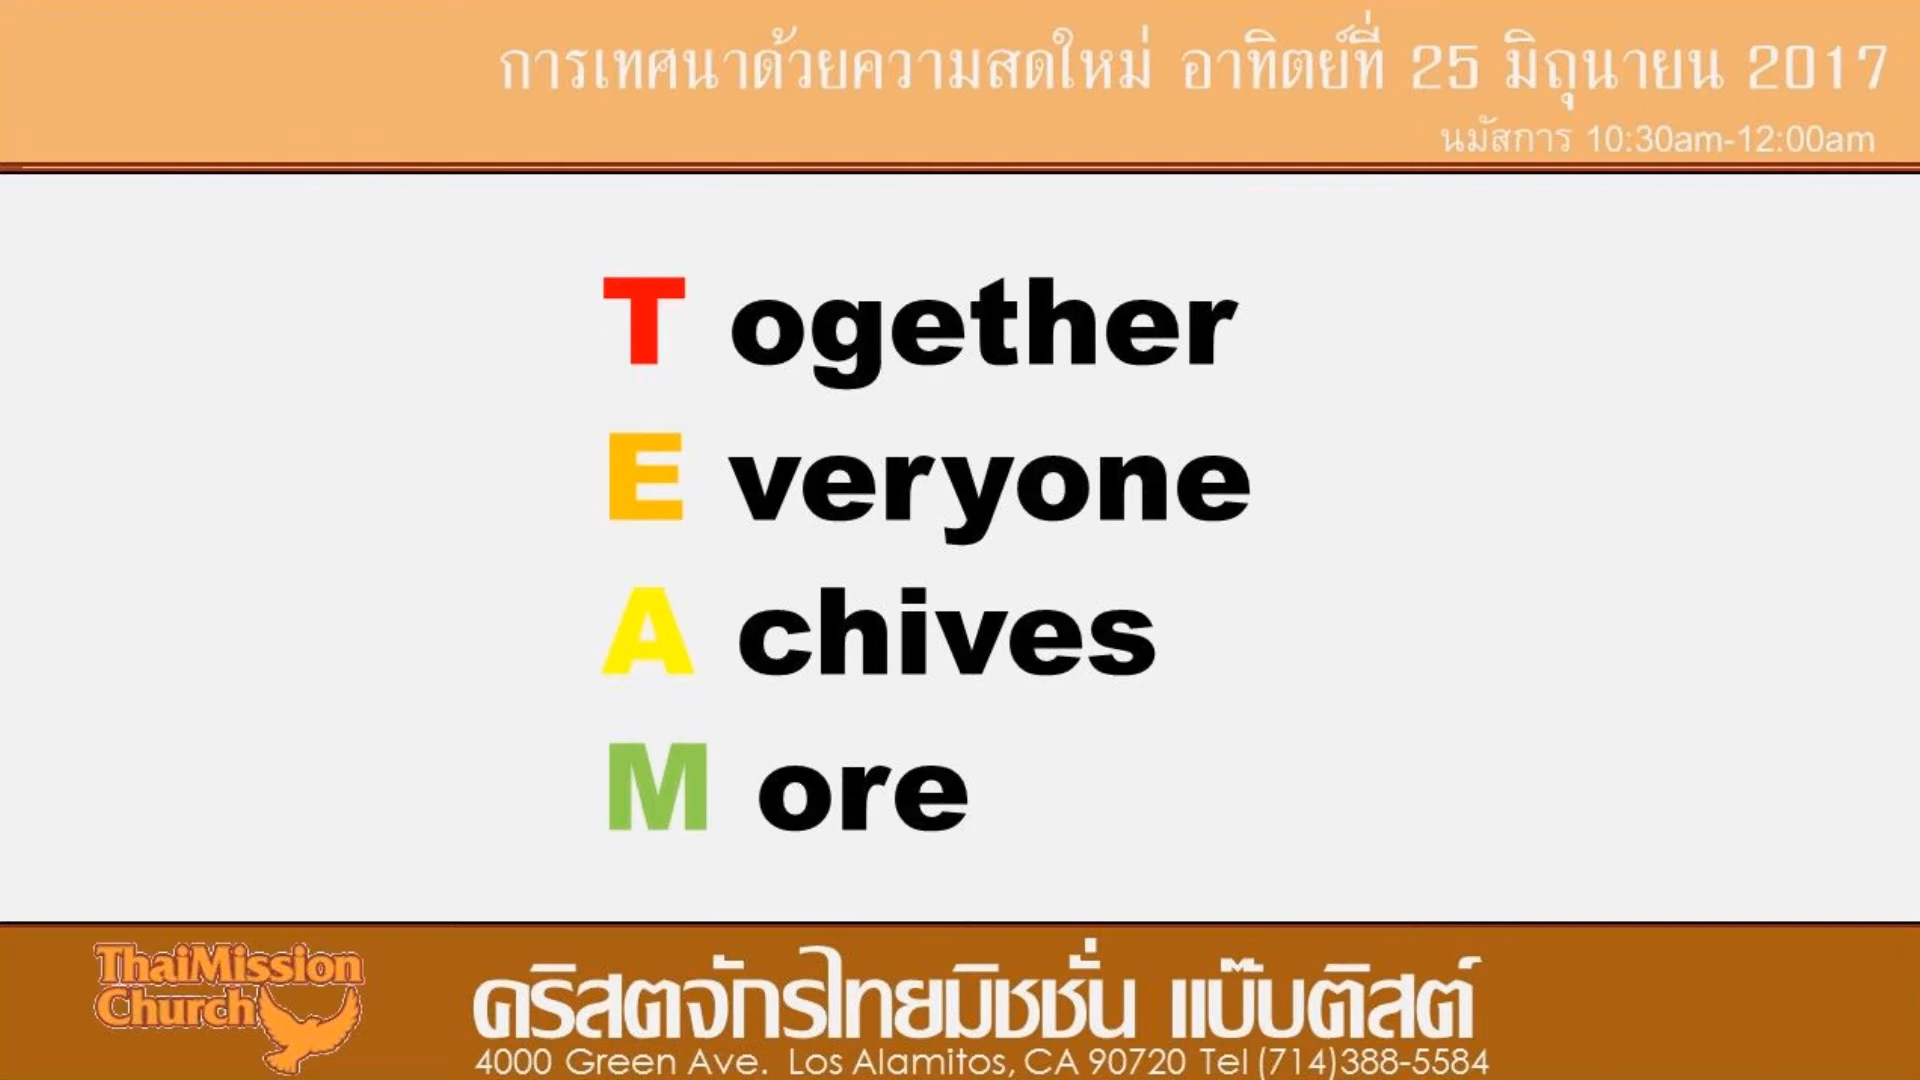 การเทศนาด้วยความสดใหม่ อาทิตย์ที่ 25 มิถุนายน 2017
นมัสการ 10:30am-12:00am
T ogether
E veryone
A chives
M ore
ThaiMission
Church
คริสตจักรไทยมิชชั่น แบ๊บติสต์
4000 Green Ave. Los Alamitos, CA 90720 Tel (714)388-5584